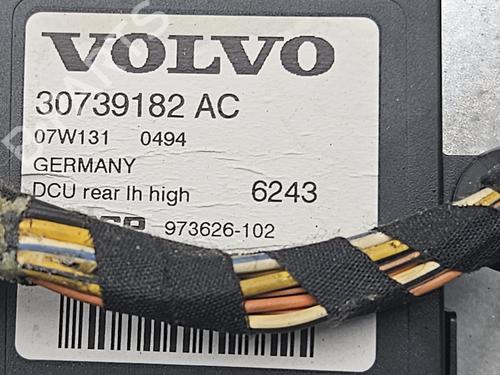 VOLVO
30739182 AC
07W131 0494
GERMANY
DCU rear lh high 6243
973626-102